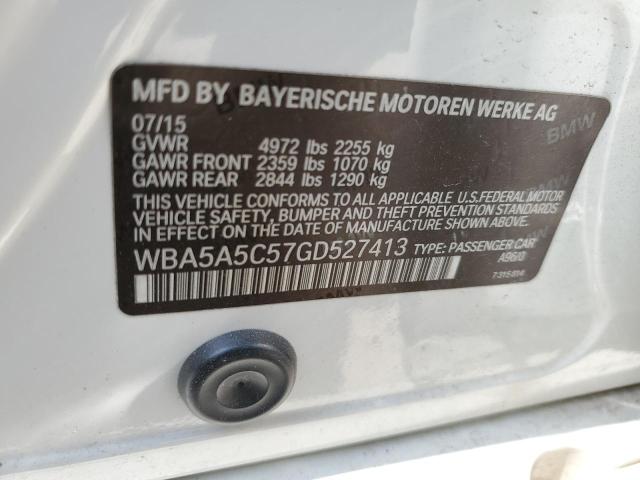 MFD BY BAYERISCHE MOTOREN WERKE AG
07/15
GVWR 4972 lbs 2255 kg
GAWR FRONT 2359 lbs 1070 kg
GAWR REAR 2844 lbs 1290 kg
THIS VEHICLE CONFORMS TO ALL APPLICABLE U.S.FEDERAL MOTOR
VEHICLE SAFETY, BUMPER AND THEFT PREVENTION STANDARDS
IN EFFECT ON THE DATE OF MANUFACTURE SHOWN ABOVE.
WBA5A5C57GD527413 TYPE: PASSENGER CAR
A96/0
BMW